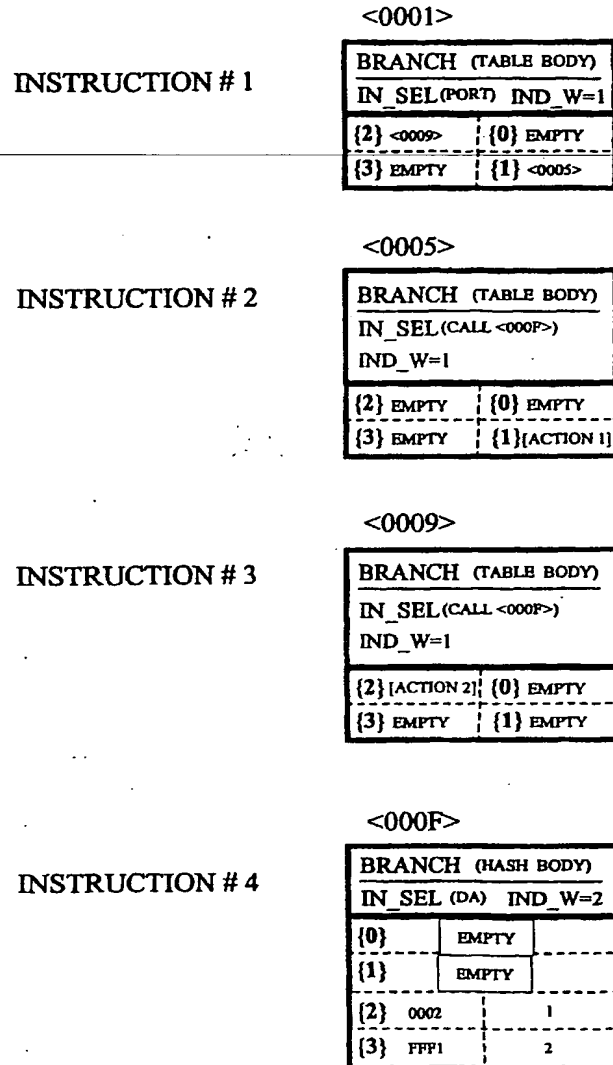 <0001>
INSTRUCTION # 1
BRANCH (TABLE BODY)
IN_SEL(PORT) IND_W=1
{2} <0009> {0} EMPTY
{3} EMPTY {1} <0005>
<0005>
INSTRUCTION # 2
BRANCH (TABLE BODY)
IN_SEL(CALL <000F>)
IND_W=1
{2} EMPTY {0} EMPTY
{3} EMPTY {1}[ACTION 1]
<0009>
INSTRUCTION # 3
BRANCH (TABLE BODY)
IN_SEL(CALL <000F>)
IND_W=1
{2}[ACTION 2] {0} EMPTY
{3} EMPTY {1} EMPTY
<000F>
INSTRUCTION # 4
BRANCH (HASH BODY)
IN_SEL (DA) IND_W=2
{0} EMPTY
{1} EMPTY
{2} 0002 1
{3} FFF1 2